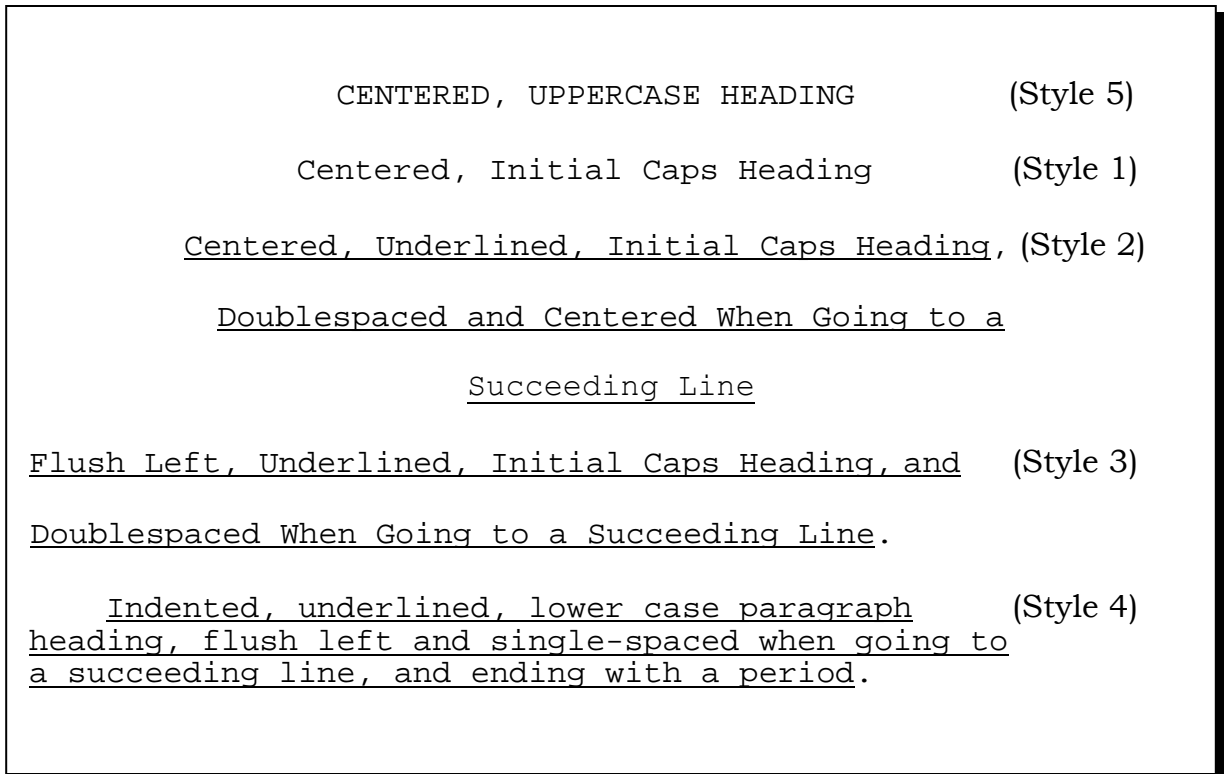 CENTERED, UPPERCASE HEADING (Style 5)
Centered, Initial Caps Heading (Style 1)
Centered, Underlined, Initial Caps Heading, (Style 2)
Doublespaced and Centered When Going to a
Succeeding Line
Flush Left, Underlined, Initial Caps Heading, and (Style 3)
Doublespaced When Going to a Succeeding Line.
Indented, underlined, lower case paragraph (Style 4)
heading, flush left and single-spaced when going to
a succeeding line, and ending with a period.